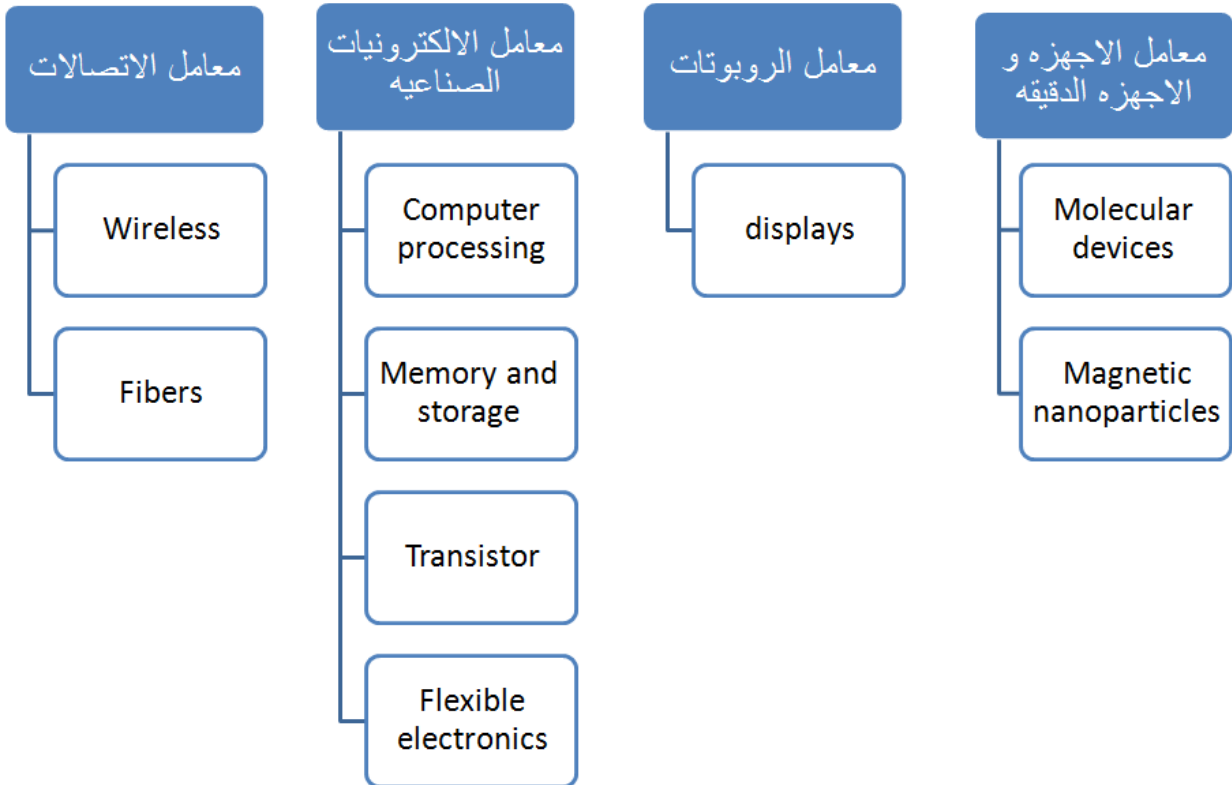 معامل الاتصالات
Wireless
Fibers
معامل الالكترونيات
الصناعيه
Computer
processing
Memory and
storage
Transistor
Flexible
electronics
معامل الروبوتات
displays
معامل الاجهزه و
الاجهزه الدقيقه
Molecular
devices
Magnetic
nanoparticles